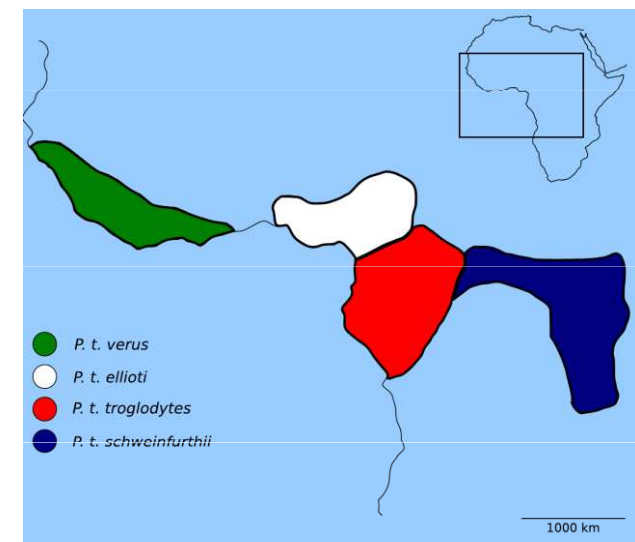 P. t. verus
P. t. ellioti
P. t. troglodytes
P. t. schweinfurthii
1000 km